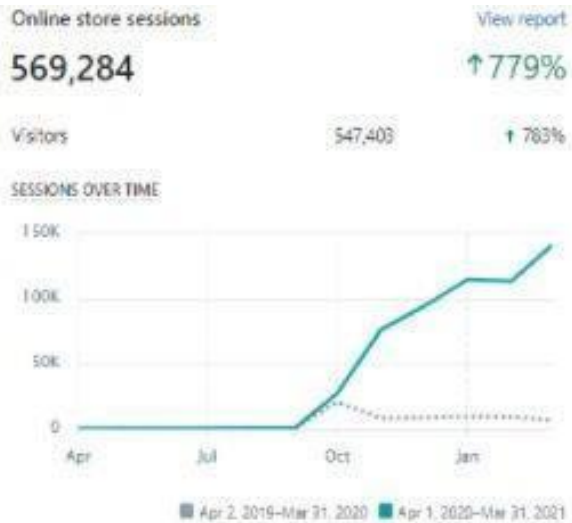 Online store sessions View report
569,284 ↑779%
Visitors 547,403 ↑ 783%
SESSIONS OVER TIME
150K
100K
50K
0
Apr Jul Oct Jan
Apr 2, 2019–Mar 31, 2020 Apr 1, 2020–Mar 31, 2021